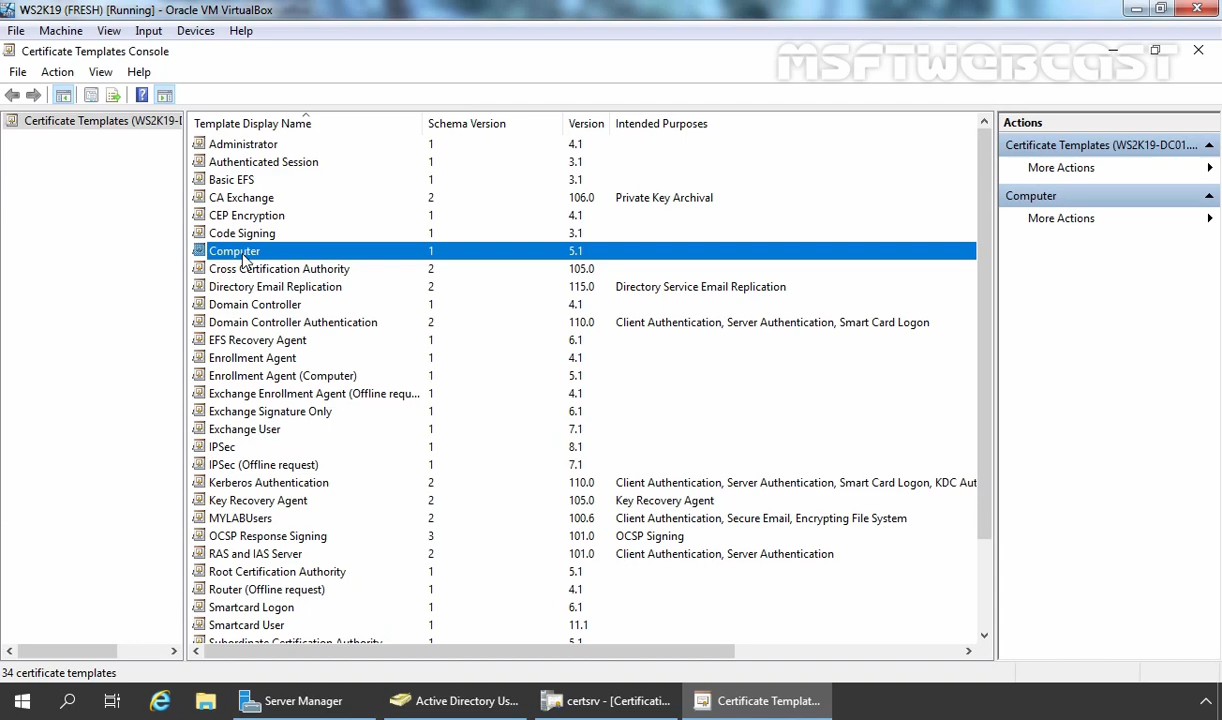 WS2K19 (FRESH) [Running] - Oracle VM VirtualBox
File Machine View Input Devices Help
Certificate Templates Console
MSFTWEBCAST
File Action View Help
Certificate Templates (WS2K19-D
Template Display Name Schema Version Version Intended Purposes
Administrator 1 4.1
Authenticated Session 1 3.1
Basic EFS 1 3.1
CA Exchange 2 106.0 Private Key Archival
CEP Encryption 1 4.1
Code Signing 1 3.1
Computer 1 5.1
Cross Certification Authority 2 105.0
Directory Email Replication 2 115.0 Directory Service Email Replication
Domain Controller 1 4.1
Domain Controller Authentication 2 110.0 Client Authentication, Server Authentication, Smart Card Logon
EFS Recovery Agent 1 6.1
Enrollment Agent 1 4.1
Enrollment Agent (Computer) 1 5.1
Exchange Enrollment Agent (Offline requ... 1 4.1
Exchange Signature Only 1 6.1
Exchange User 1 7.1
IPSec 1 8.1
IPSec (Offline request) 1 7.1
Kerberos Authentication 2 110.0 Client Authentication, Server Authentication, Smart Card Logon, KDC Aut
Key Recovery Agent 2 105.0 Key Recovery Agent
MYLABUsers 2 100.6 Client Authentication, Secure Email, Encrypting File System
OCSP Response Signing 3 101.0 OCSP Signing
RAS and IAS Server 2 101.0 Client Authentication, Server Authentication
Root Certification Authority 1 5.1
Router (Offline request) 1 4.1
Smartcard Logon 1 6.1
Smartcard User 1 11.1
Subordinate Certification Authority 1 5.1
Actions
Certificate Templates (WS2K19-DC01....
More Actions
Computer
More Actions
34 certificate templates
Server Manager
Active Directory Us...
certsrv - [Certificati...
Certificate Templat...